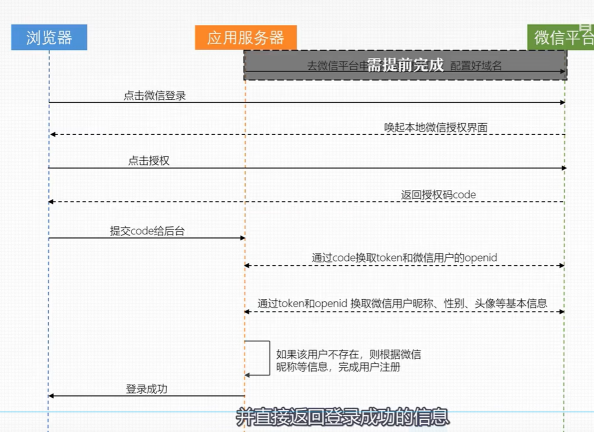 浏览器
应用服务器
微信平台
去微信平台申
需提前完成
配置好域名
点击微信登录
唤起本地微信授权界面
点击授权
返回授权码code
提交code给后台
通过code换取token和微信用户的openid
通过token和openid 换取微信用户昵称、性别、头像等基本信息
如果该用户不存在，则根据微信
昵称等信息，完成用户注册
登录成功
并直接返回登录成功的信息